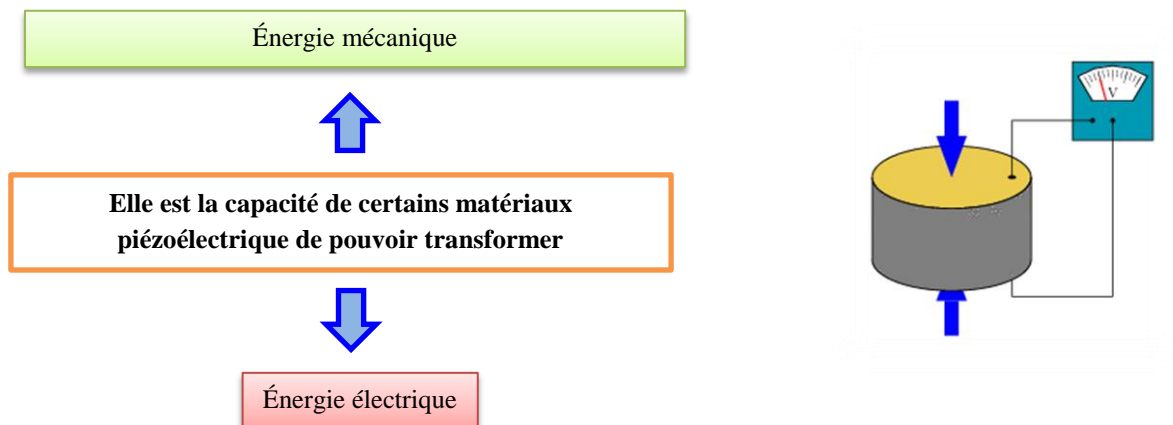 Énergie mécanique
Elle est la capacité de certains matériaux
piézoélectrique de pouvoir transformer
Énergie électrique
V